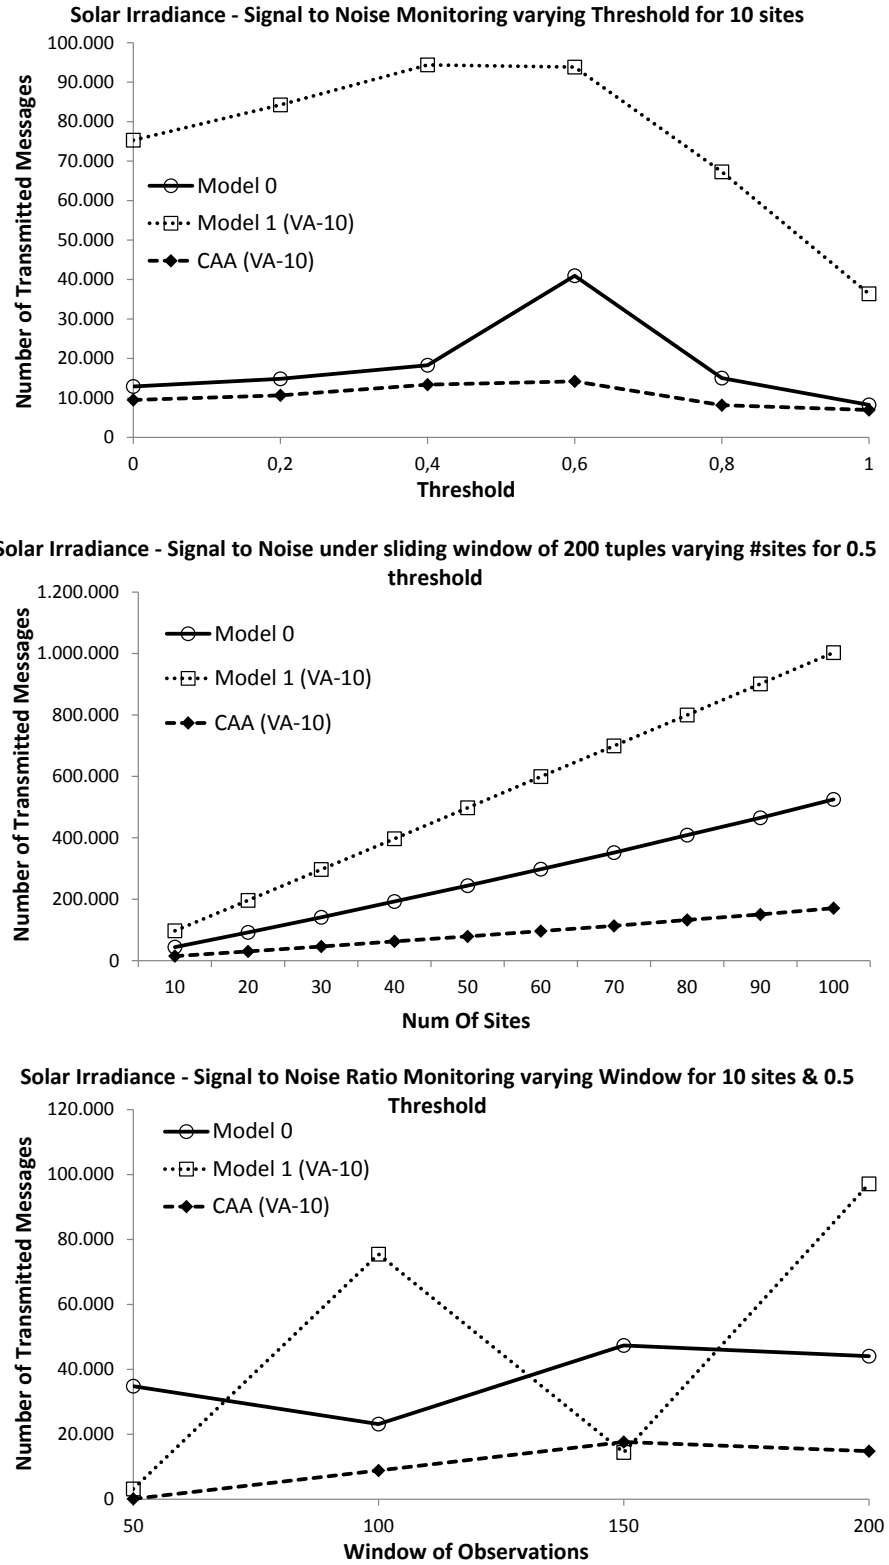 Solar Irradiance - Signal to Noise Monitoring varying Threshold for 10 sites
Number of Transmitted Messages
100.000
90.000
80.000
70.000
60.000
50.000
40.000
30.000
20.000
10.000
0
Model 0
Model 1 (VA-10)
CAA (VA-10)
0 0,2 0,4 0,6 0,8 1
Threshold
Solar Irradiance - Signal to Noise under sliding window of 200 tuples varying #sites for 0.5
threshold
Number of Transmitted Messages
1.200.000
1.000.000
800.000
600.000
400.000
200.000
0
Model 0
Model 1 (VA-10)
CAA (VA-10)
10 20 30 40 50 60 70 80 90 100
Num Of Sites
Solar Irradiance - Signal to Noise Ratio Monitoring varying Window for 10 sites & 0.5
Threshold
Number of Transmitted Messages
120.000
100.000
80.000
60.000
40.000
20.000
0
Model 0
Model 1 (VA-10)
CAA (VA-10)
50 100 150 200
Window of Observations